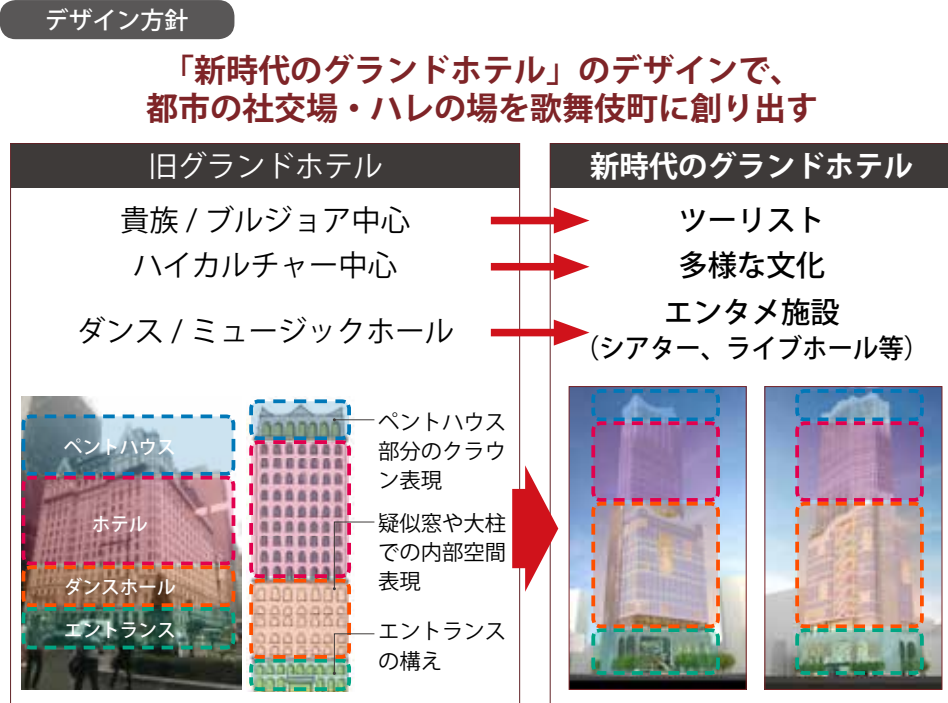 デザイン方針
「新時代のグランドホテル」のデザインで、
都市の社交場・ハレの場を歌舞伎町に創り出す
旧グランドホテル
新時代のグランドホテル
貴族 / ブルジョア中心
ツーリスト
ハイカルチャー中心
多様な文化
ダンス / ミュージックホール
エンタメ施設
（シアター、ライブホール等）
ペントハウス
ホテル
ダンスホール
エントランス
ペントハウス
部分のクラウ
ン表現
疑似窓や大柱
での内部空間
表現
エントランス
の構え